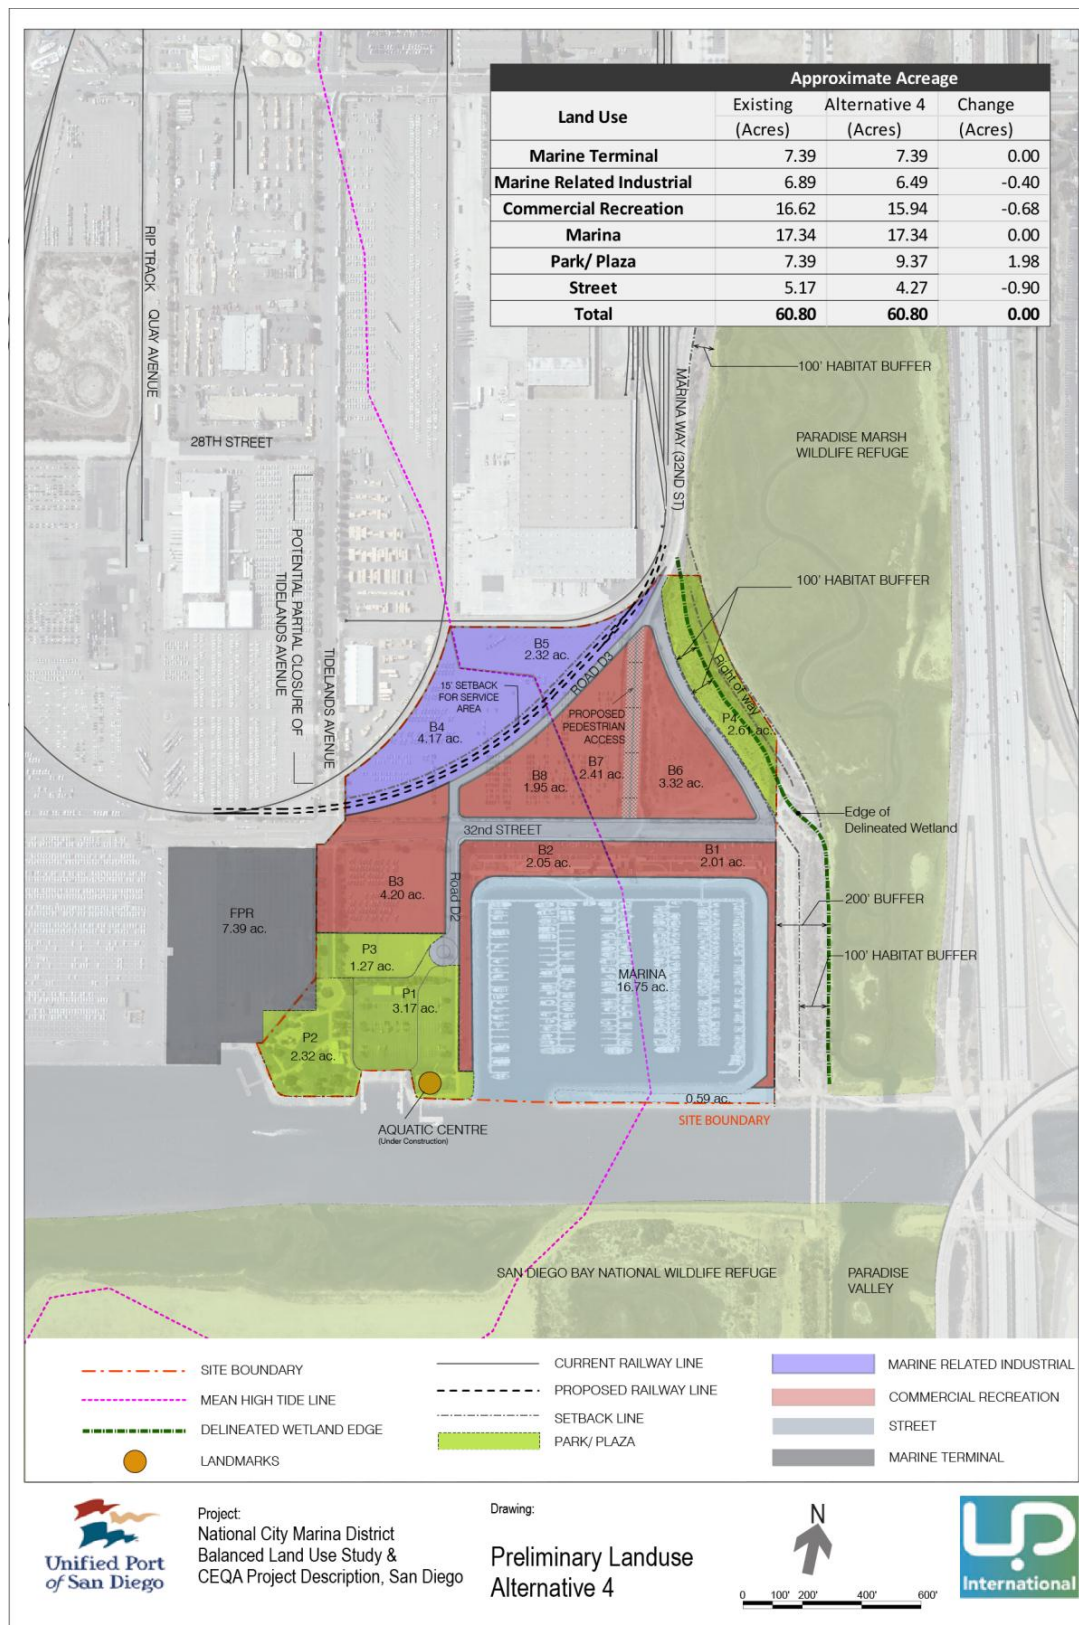 Approximate Acreage
Land Use Existing (Acres) Alternative 4 (Acres) Change (Acres)
Marine Terminal 7.39 7.39 0.00
Marine Related Industrial 6.89 6.49 -0.40
Commercial Recreation 16.62 15.94 -0.68
Marina 17.34 17.34 0.00
Park/ Plaza 7.39 9.37 1.98
Street 5.17 4.27 -0.90
Total 60.80 60.80 0.00
RIP TRACK QUAY AVENUE
28TH STREET
POTENTIAL PARTIAL CLOSURE OF
TIDELANDS AVENUE
TIDELANDS AVENUE
MARINA WAY (32ND ST)
100' HABITAT BUFFER
PARADISE MARSH
WILDLIFE REFUGE
100' HABITAT BUFFER
B5
2.32 ac.
15' SETBACK
FOR SERVICE
AREA
ROAD D3
B4
4.17 ac.
PROPOSED
PEDESTRIAN
ACCESS
Right of way
P4
2.61 ac.
B8
1.95 ac.
B7
2.41 ac.
B6
3.32 ac.
Edge of
Delineated Wetland
32nd STREET
B2
2.05 ac.
B1
2.01 ac.
B3
4.20 ac.
Road D2
FPR
7.39 ac.
200' BUFFER
P3
1.27 ac.
100' HABITAT BUFFER
MARINA
16.75 ac.
P1
3.17 ac.
P2
2.32 ac.
0.59 ac.
SITE BOUNDARY
AQUATIC CENTRE
(Under Construction)
SAN DIEGO BAY NATIONAL WILDLIFE REFUGE
PARADISE
VALLEY
SITE BOUNDARY
MEAN HIGH TIDE LINE
DELINEATED WETLAND EDGE
LANDMARKS
CURRENT RAILWAY LINE
PROPOSED RAILWAY LINE
SETBACK LINE
PARK/ PLAZA
MARINE RELATED INDUSTRIAL
COMMERCIAL RECREATION
STREET
MARINE TERMINAL
Unified Port
of San Diego
Project:
National City Marina District
Balanced Land Use Study &
CEQA Project Description, San Diego
Drawing:
Preliminary Landuse
Alternative 4
N
0 100' 200' 400' 600'
UP
International